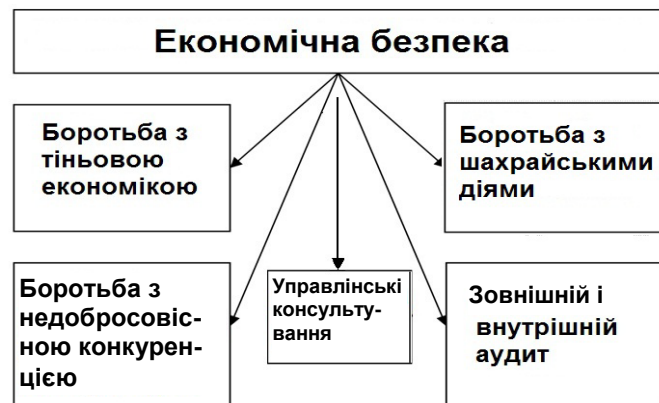 Економічна безпека
Боротьба з
тіньовою
економікою
Боротьба з
шахрайськими
діями
Боротьба з
недобросовіс-
ною конкурен-
цією
Управлінські
консульту-
вання
Зовнішній і
внутрішній
аудит